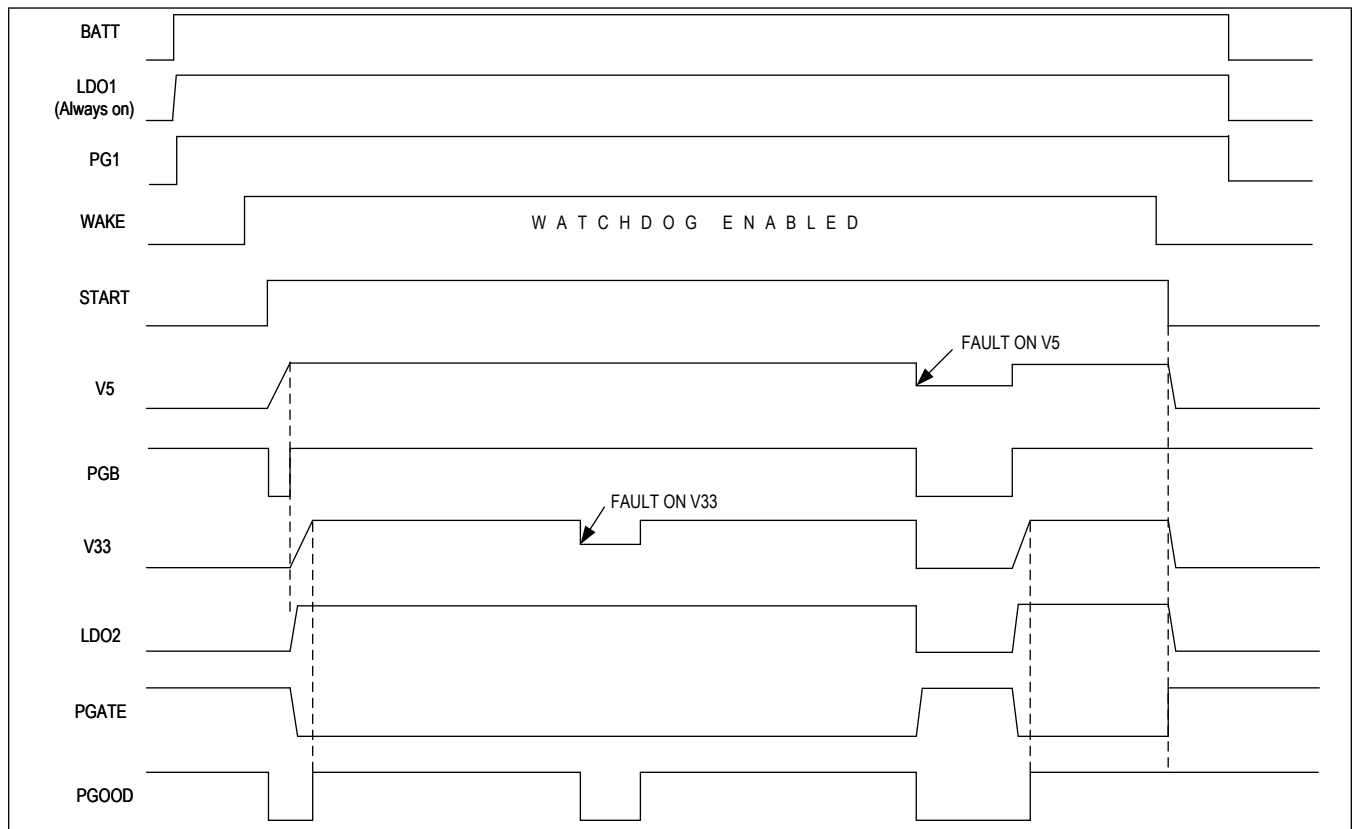 BATT
LDO1
(Always on)
PG1
WAKE
WATCHDOG ENABLED
START
FAULT ON V5
V5
PGB
FAULT ON V33
V33
LDO2
PGATE
PGOOD